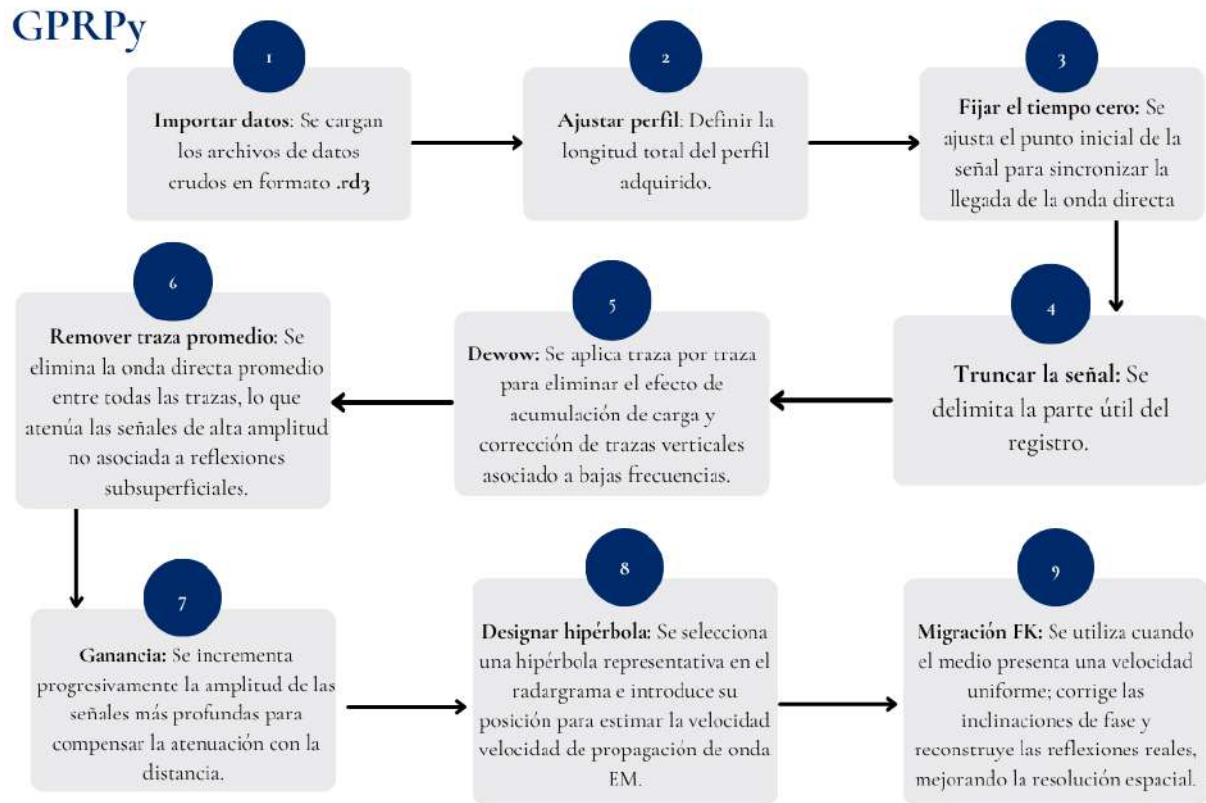 GPRPy
1
Importar datos: Se cargan
los archivos de datos
crudos en formato .rd3
2
Ajustar perfil: Definir la
longitud total del perfil
adquirido.
3
Fijar el tiempo cero: Se
ajusta el punto inicial de la
señal para sincronizar la
llegada de la onda directa
4
Truncar la señal: Se
delimita la parte útil del
registro.
5
Dewow: Se aplica traza por traza
para eliminar el efecto de
acumulación de carga y
corrección de trazas verticales
asociado a bajas frecuencias.
6
Remover traza promedio: Se
elimina la onda directa promedio
entre todas las trazas, lo que
atenúa las señales de alta amplitud
no asociada a reflexiones
subsuperficiales.
7
Ganancia: Se incrementa
progresivamente la amplitud de las
señales más profundas para
compensar la atenuación con la
distancia.
8
Designar hipérbola: Se selecciona
una hipérbola representativa en el
radargrama e introduce su
posición para estimar la velocidad
velocidad de propagación de onda
EM.
9
Migración FK: Se utiliza cuando
el medio presenta una velocidad
uniforme; corrige las
inclinaciones de fase y
reconstruye las reflexiones reales,
mejorando la resolución espacial.